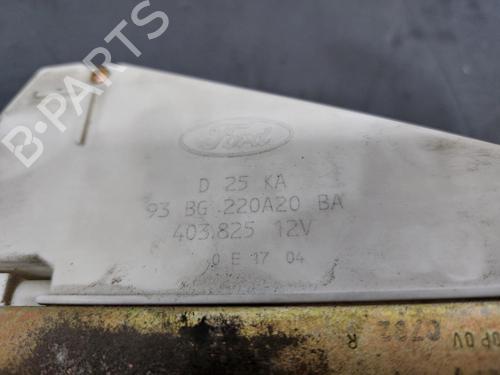 B-PARTS
Ford
D 25 KA
93 BG 220A20 BA
403.825 12V
0 E 17 04